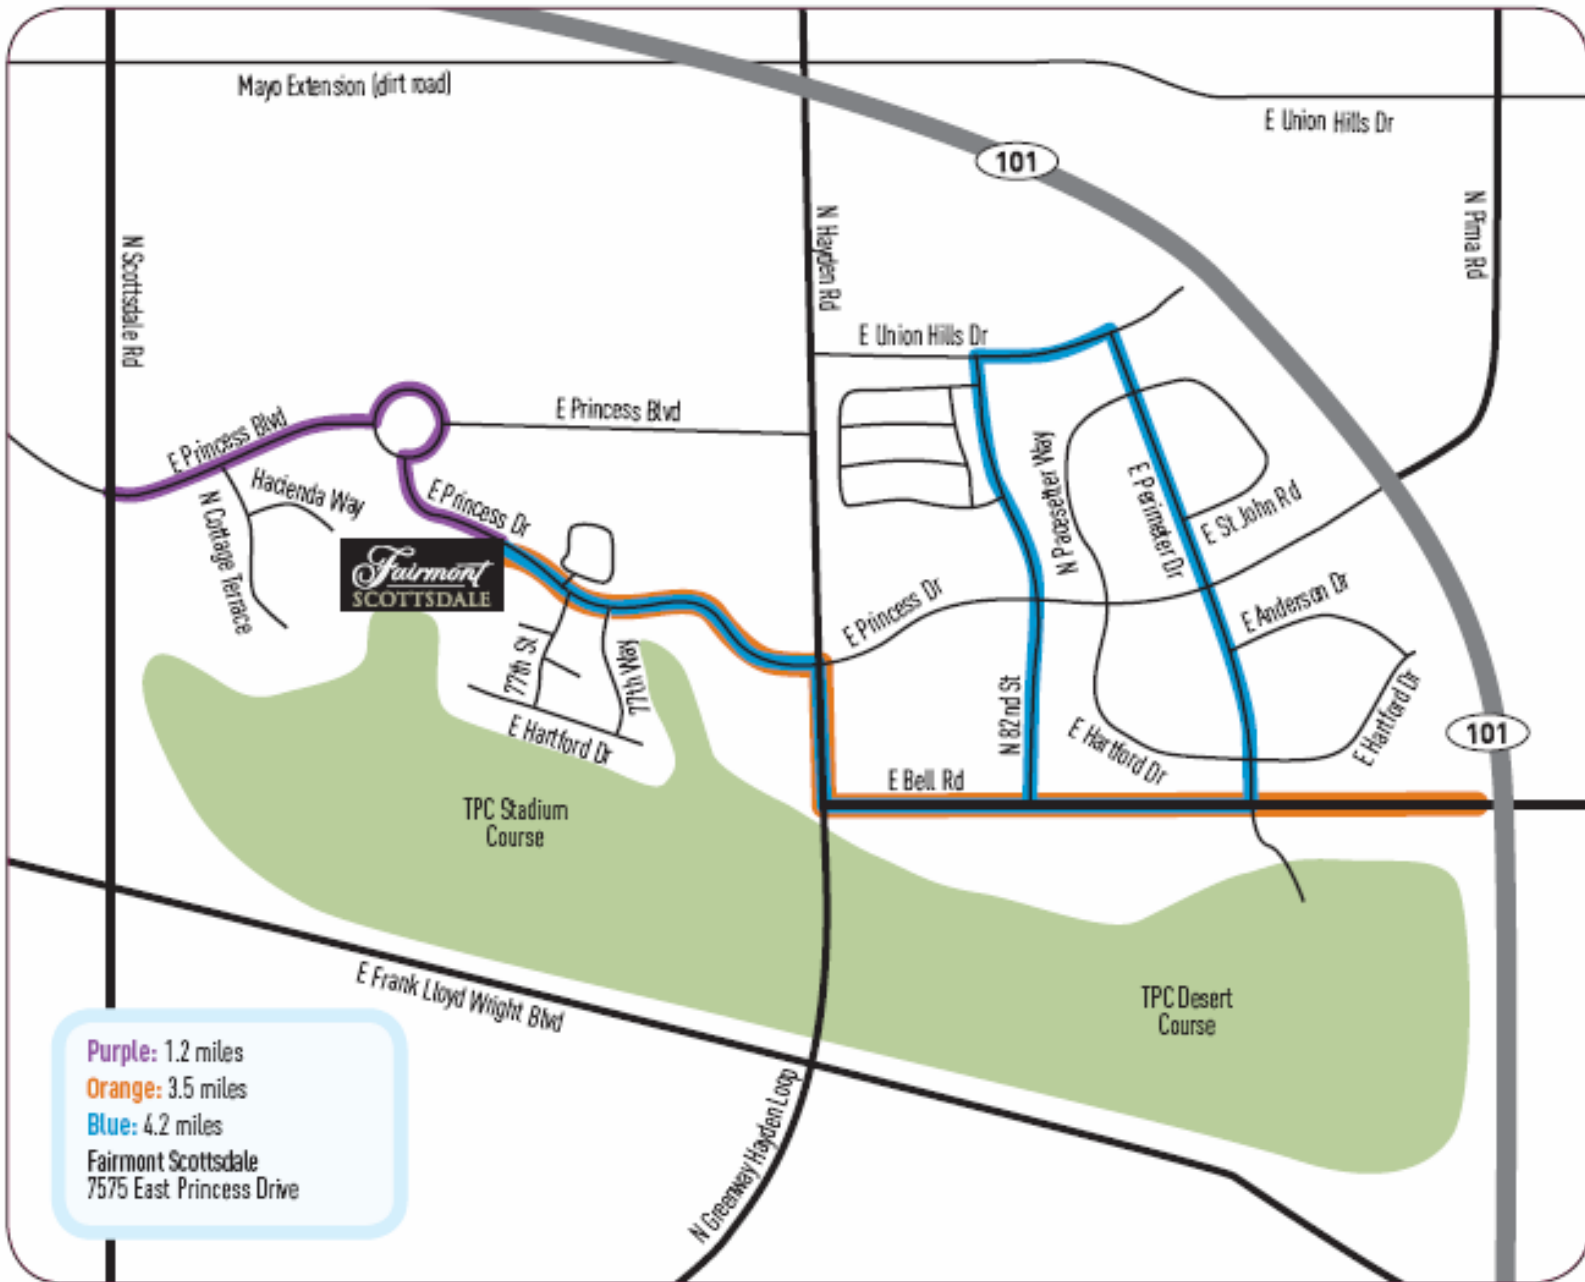 Mayo Extension (dirt road)
E Union Hills Dr
101
N Scottsdale Rd
N Hayden Rd
N Pima Rd
E Union Hills Dr
E Princess Blvd
E Princess Blvd
Hacienda Way
N Cottage Terrace
E Princess Dr
N Pacesetter Way
E Perimeter Dr
E St John Rd
Fairmont
SCOTTSDALE
E Princess Dr
E Anderson Dr
77th St
77th Way
E Hartford Dr
N 82nd St
E Hartford Dr
E Hartford Dr
101
E Bell Rd
TPC Stadium
Course
E Frank Lloyd Wright Blvd
TPC Desert
Course
N Greenway Hayden Loop
Purple: 1.2 miles
Orange: 3.5 miles
Blue: 4.2 miles
Fairmont Scottsdale
7575 East Princess Drive